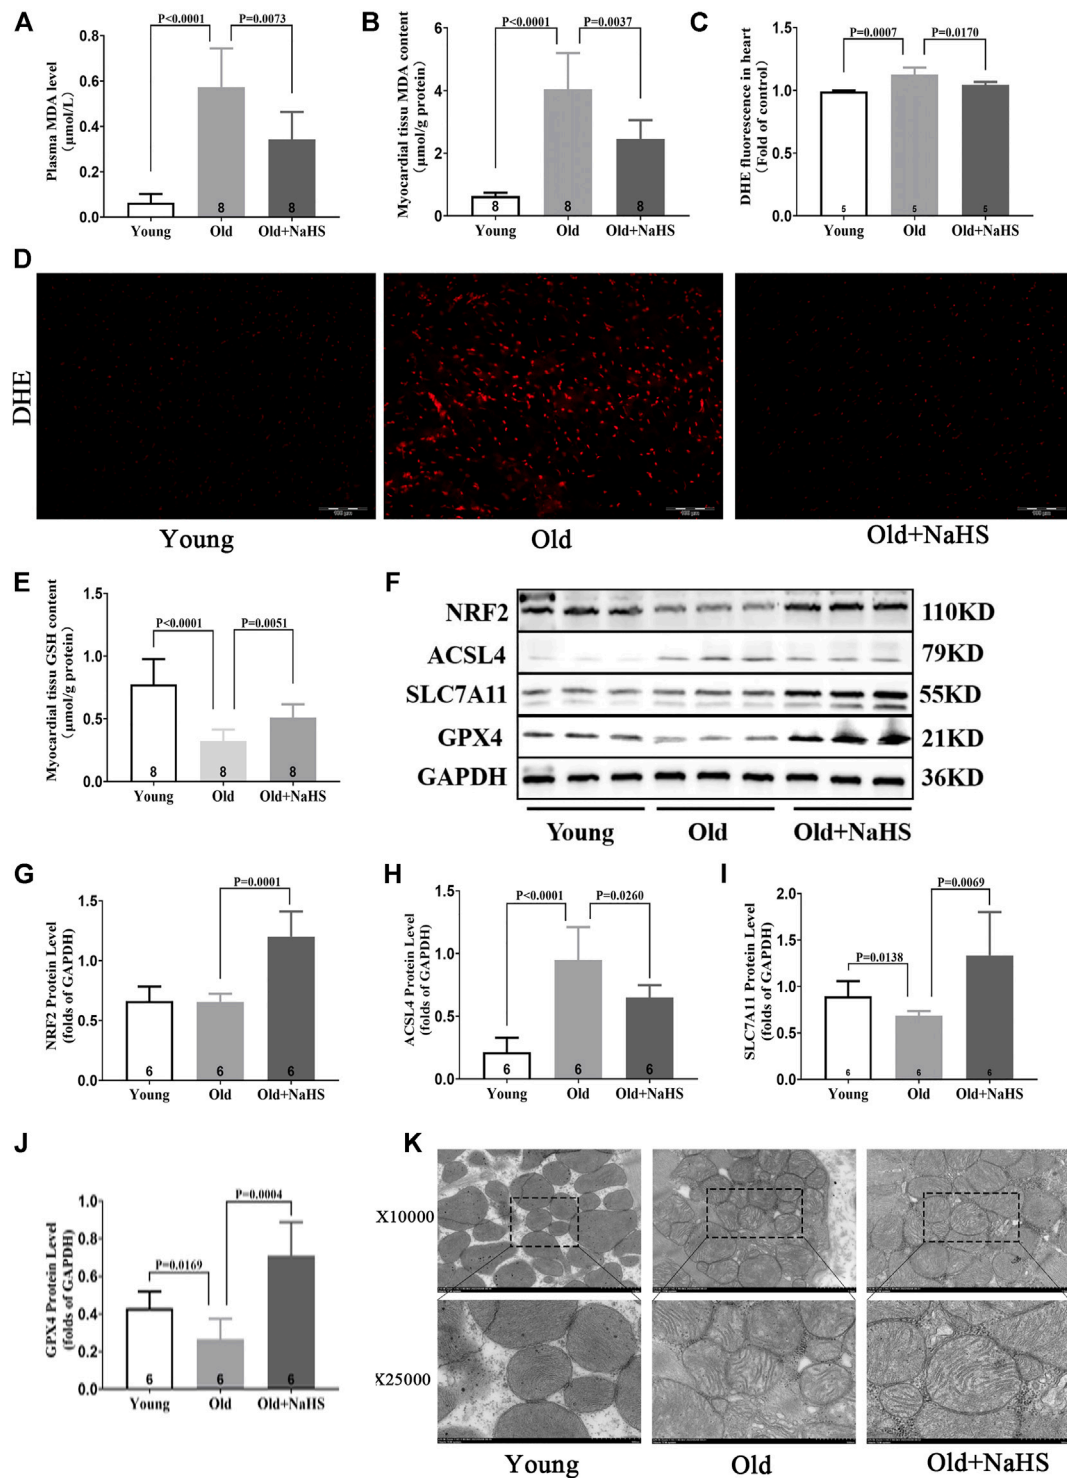 A
Plasma MDA level
(μmol/L)
0.8
0.6
0.4
0.2
0.0
P<0.0001
P=0.0073
8
8
Young
Old
Old+NaHS
B
Myocardial tissu MDA content
(μmol/g protein)
6
4
2
0
P<0.0001
P=0.0037
8
8
8
Young
Old
Old+NaHS
C
DHE fluorescence in heart
(Fold of control)
1.5
1.0
0.5
0.0
P=0.0007
P=0.0170
5
5
5
Young
Old
Old+NaHS
D
DHE
100 μm
100 μm
100 μm
Young
Old
Old+NaHS
E
Myocardial tissu GSH content
(μmol/g protein)
1.5
1.0
0.5
0.0
P<0.0001
P=0.0051
8
8
8
Young
Old
Old+NaHS
F
NRF2
110KD
ACSL4
79KD
SLC7A11
55KD
GPX4
21KD
GAPDH
36KD
Young
Old
Old+NaHS
G
NRF2 Protein Level
(folds of GAPDH)
1.5
1.0
0.5
0.0
P=0.0001
6
6
6
Young
Old
Old+NaHS
H
ACSL4 Protein Level
(folds of GAPDH)
1.5
1.0
0.5
0.0
P<0.0001
P=0.0260
6
6
6
Young
Old
Old+NaHS
I
SLC7A11 Protein Level
(folds of GAPDH)
2.0
1.5
1.0
0.5
0.0
P=0.0138
P=0.0069
6
6
6
Young
Old
Old+NaHS
J
GPX4 Protein Level
(folds of GAPDH)
1.0
0.8
0.6
0.4
0.2
0.0
P=0.0169
P=0.0004
6
6
6
Young
Old
Old+NaHS
K
X10000
X25000
Young
Old
Old+NaHS